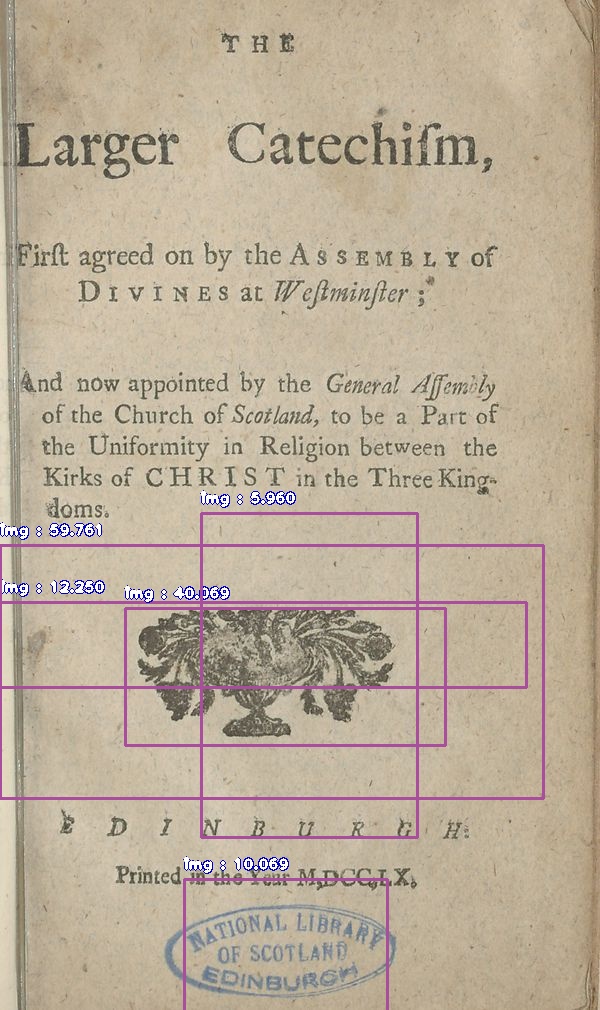 THE
Larger Catechiſm,
Firſt agreed on by the ASSEMBLY of
DIVINES at Weſtminſter;
And now appointed by the General Aſſembly
of the Church of Scotland, to be a Part of
the Uniformity in Religion between the
Kirks of CHRIST in the Three King-
doms.
img : 5.960
img : 59.761
img : 12.250
img : 40.069
EDINBURGH:
img : 10.069
Printed in the Year M,DCC,LX.
NATIONAL LIBRARY
OF SCOTLAND
EDINBURGH